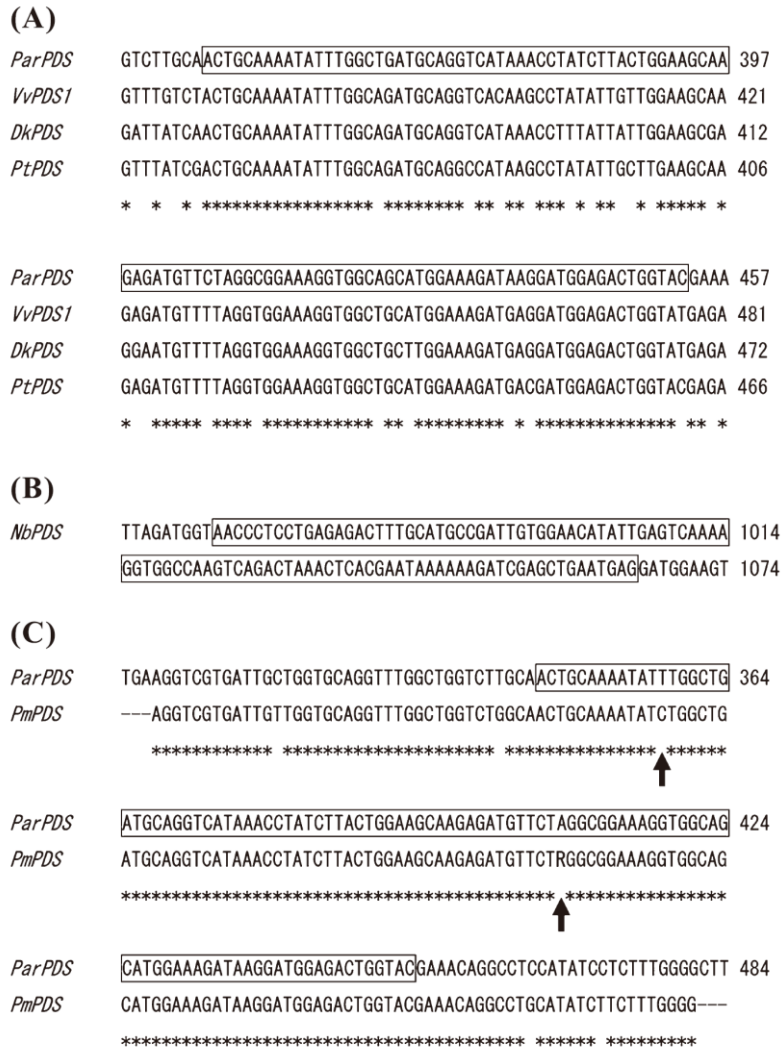 (A)
ParPDS GTCTTGCAACTGCAAAATATTTGGCTGATGCAGGTCATAAACCTATCTTACTGGAAGCAA 397
VvPDS1 GTTTGTCTACTGCAAAATATTTGGCAGATGCAGGTCACAAGCCTATATTGTTGGAAGCAA 421
DkPDS GATTATCAACTGCAAAATATTTGGCAGATGCAGGTCATAAACCTTTATTATTGGAAGCGA 412
PtPDS GTTTATCGACTGCAAAATATTTGGCAGATGCAGGCCATAAGCCTATATTGCTTGAAGCAA 406
* * * ***************** ******** ** ** *** * ** * ***** *
ParPDS GAGATGTTCTAGGCGGAAAGGTGGCAGCATGGAAAGATAAGGATGGAGACTGGTACGAAA 457
VvPDS1 GAGATGTTTTAGGTGGAAAGGTGGCTGCATGGAAAGATGAGGATGGAGACTGGTATGAGA 481
DkPDS GGAATGTTTTAGGTGGAAAGGTGGCTGCTTGGAAAGATGAGGATGGAGACTGGTATGAGA 472
PtPDS GAGATGTTTTAGGTGGAAAGGTGGCTGCATGGAAAGATGACGATGGAGACTGGTACGAGA 466
* ***** **** *********** ** ********* * ************** ** *
(B)
NbPDS TTAGATGGTAACCCTCCTGAGAGACTTTGCATGCCGATTGTGGAACATATTGAGTCAAAA 1014
GGTGGCCAAGTCAGACTAAACTCACGAATAAAAAAGATCGAGCTGAATGAGGATGGAAGT 1074
(C)
ParPDS TGAAGGTCGTGATTGCTGGTGCAGGTTTGGCTGGTCTTGCAACTGCAAAATATTTGGCTG 364
PmPDS ---AGGTCGTGATTGTTGGTGCAGGTTTGGCTGGTCTGGCAACTGCAAAATATCTGGCTG
************ ********************* *************** ******
ParPDS ATGCAGGTCATAAACCTATCTTACTGGAAGCAAGAGATGTTCTAGGCGGAAAGGTGGCAG 424
PmPDS ATGCAGGTCATAAACCTATCTTACTGGAAGCAAGAGATGTTCTRGGCGGAAAGGTGGCAG
******************************************* ****************
ParPDS CATGGAAAGATAAGGATGGAGACTGGTACGAAACAGGCCTCCATATCCTCTTTGGGGCTT 484
PmPDS CATGGAAAGATAAGGATGGAGACTGGTACGAAACAGGCCTGCATATCTTCTTTGGGG---
**************************************** ****** *********